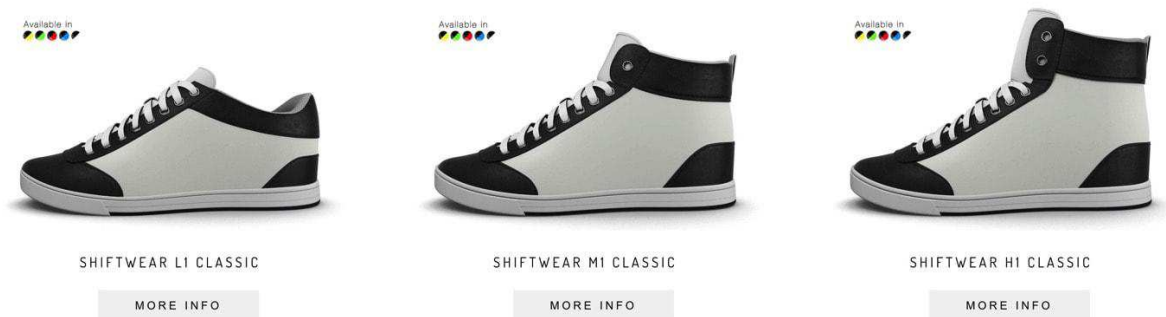 Available in
Available in
Available in
SHIFTWEAR L1 CLASSIC
SHIFTWEAR M1 CLASSIC
SHIFTWEAR H1 CLASSIC
MORE INFO
MORE INFO
MORE INFO